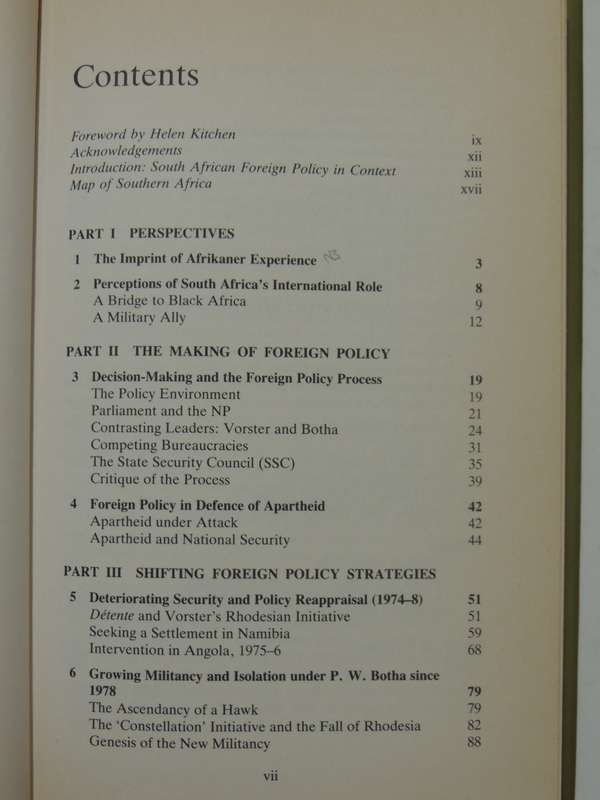 Contents
Foreword by Helen Kitchen ix
Acknowledgements xii
Introduction: South African Foreign Policy in Context xiii
Map of Southern Africa xvii
PART I PERSPECTIVES
1 The Imprint of Afrikaner Experience 3
2 Perceptions of South Africa's International Role 8
A Bridge to Black Africa 9
A Military Ally 12
PART II THE MAKING OF FOREIGN POLICY
3 Decision-Making and the Foreign Policy Process 19
The Policy Environment 19
Parliament and the NP 21
Contrasting Leaders: Vorster and Botha 24
Competing Bureaucracies 31
The State Security Council (SSC) 35
Critique of the Process 39
4 Foreign Policy in Defence of Apartheid 42
Apartheid under Attack 42
Apartheid and National Security 44
PART III SHIFTING FOREIGN POLICY STRATEGIES
5 Deteriorating Security and Policy Reappraisal (1974–8) 51
Détente and Vorster's Rhodesian Initiative 51
Seeking a Settlement in Namibia 59
Intervention in Angola, 1975–6 68
6 Growing Militancy and Isolation under P. W. Botha since
1978 79
The Ascendancy of a Hawk 79
The 'Constellation' Initiative and the Fall of Rhodesia 82
Genesis of the New Militancy 88
vii